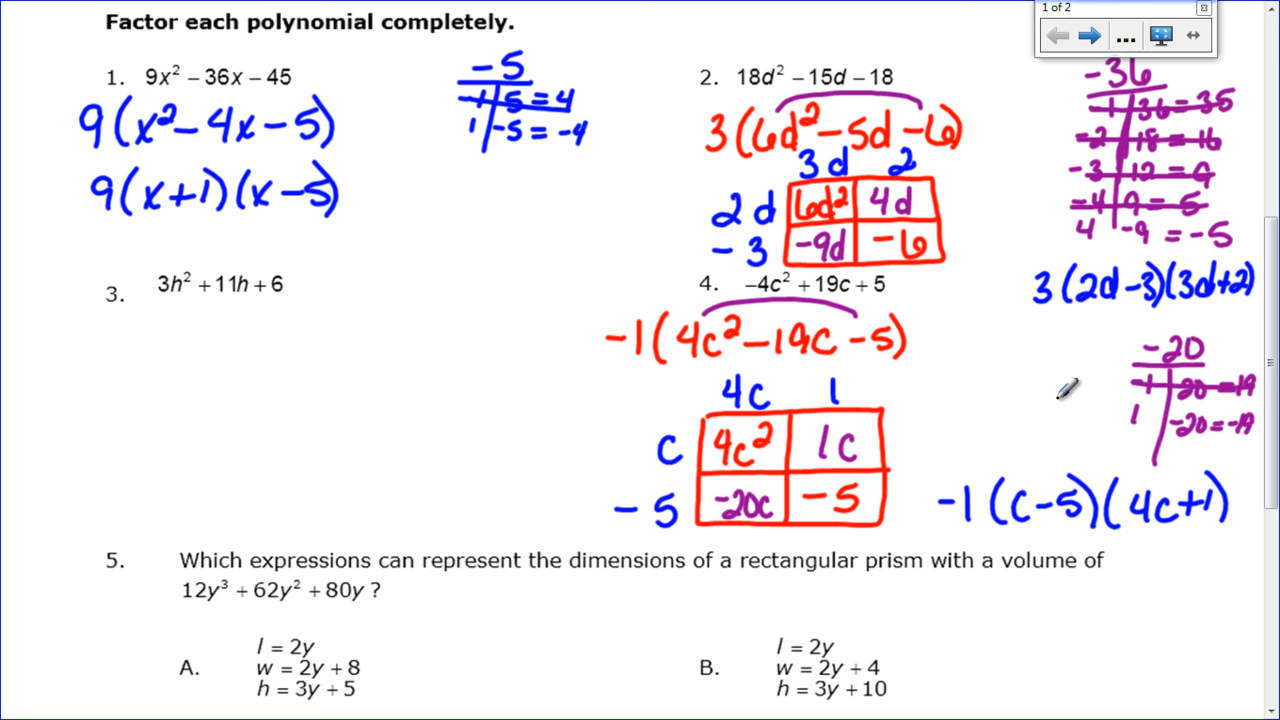 1 of 2
Factor each polynomial completely.
1. 9x² − 36x − 45
9(x² − 4x − 5)
9(x+1)(x−5)
−5
−1 | 5 = 4
1 | −5 = −4
2. 18d² − 15d − 18
3(6d² − 5d − 6)
3d 2
2d 6d² 4d
−3 −9d −6
−36
−1 | 36 = 35
−2 | 18 = 16
−3 | 12 = 9
−4 | 9 = 5
4 | −9 = −5
3(2d−3)(3d+2)
3. 3h² + 11h + 6
4. −4c² + 19c + 5
−1(4c² − 19c − 5)
4c 1
c 4c² 1c
−5 −20c −5
−20
−1 | 20 = 19
1 | −20 = −19
−1(c−5)(4c+1)
5. Which expressions can represent the dimensions of a rectangular prism with a volume of
12y³ + 62y² + 80y ?
A.
l = 2y
w = 2y + 8
h = 3y + 5
B.
l = 2y
w = 2y + 4
h = 3y + 10